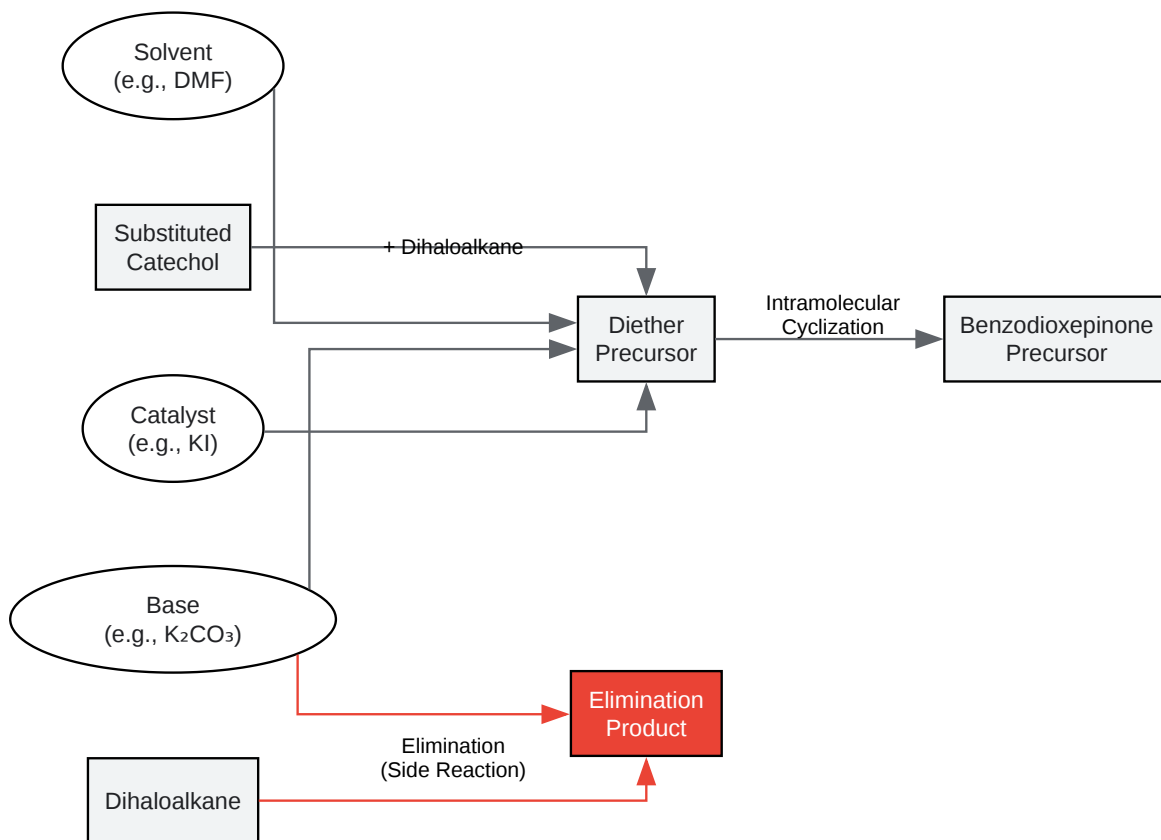 Solvent
(e.g., DMF)
Substituted
Catechol
+ Dihaloalkane
Diether
Precursor
Intramolecular
Cyclization
Benzodioxepinone
Precursor
Catalyst
(e.g., KI)
Base
(e.g., K₂CO₃)
Elimination
Product
Elimination
(Side Reaction)
Dihaloalkane